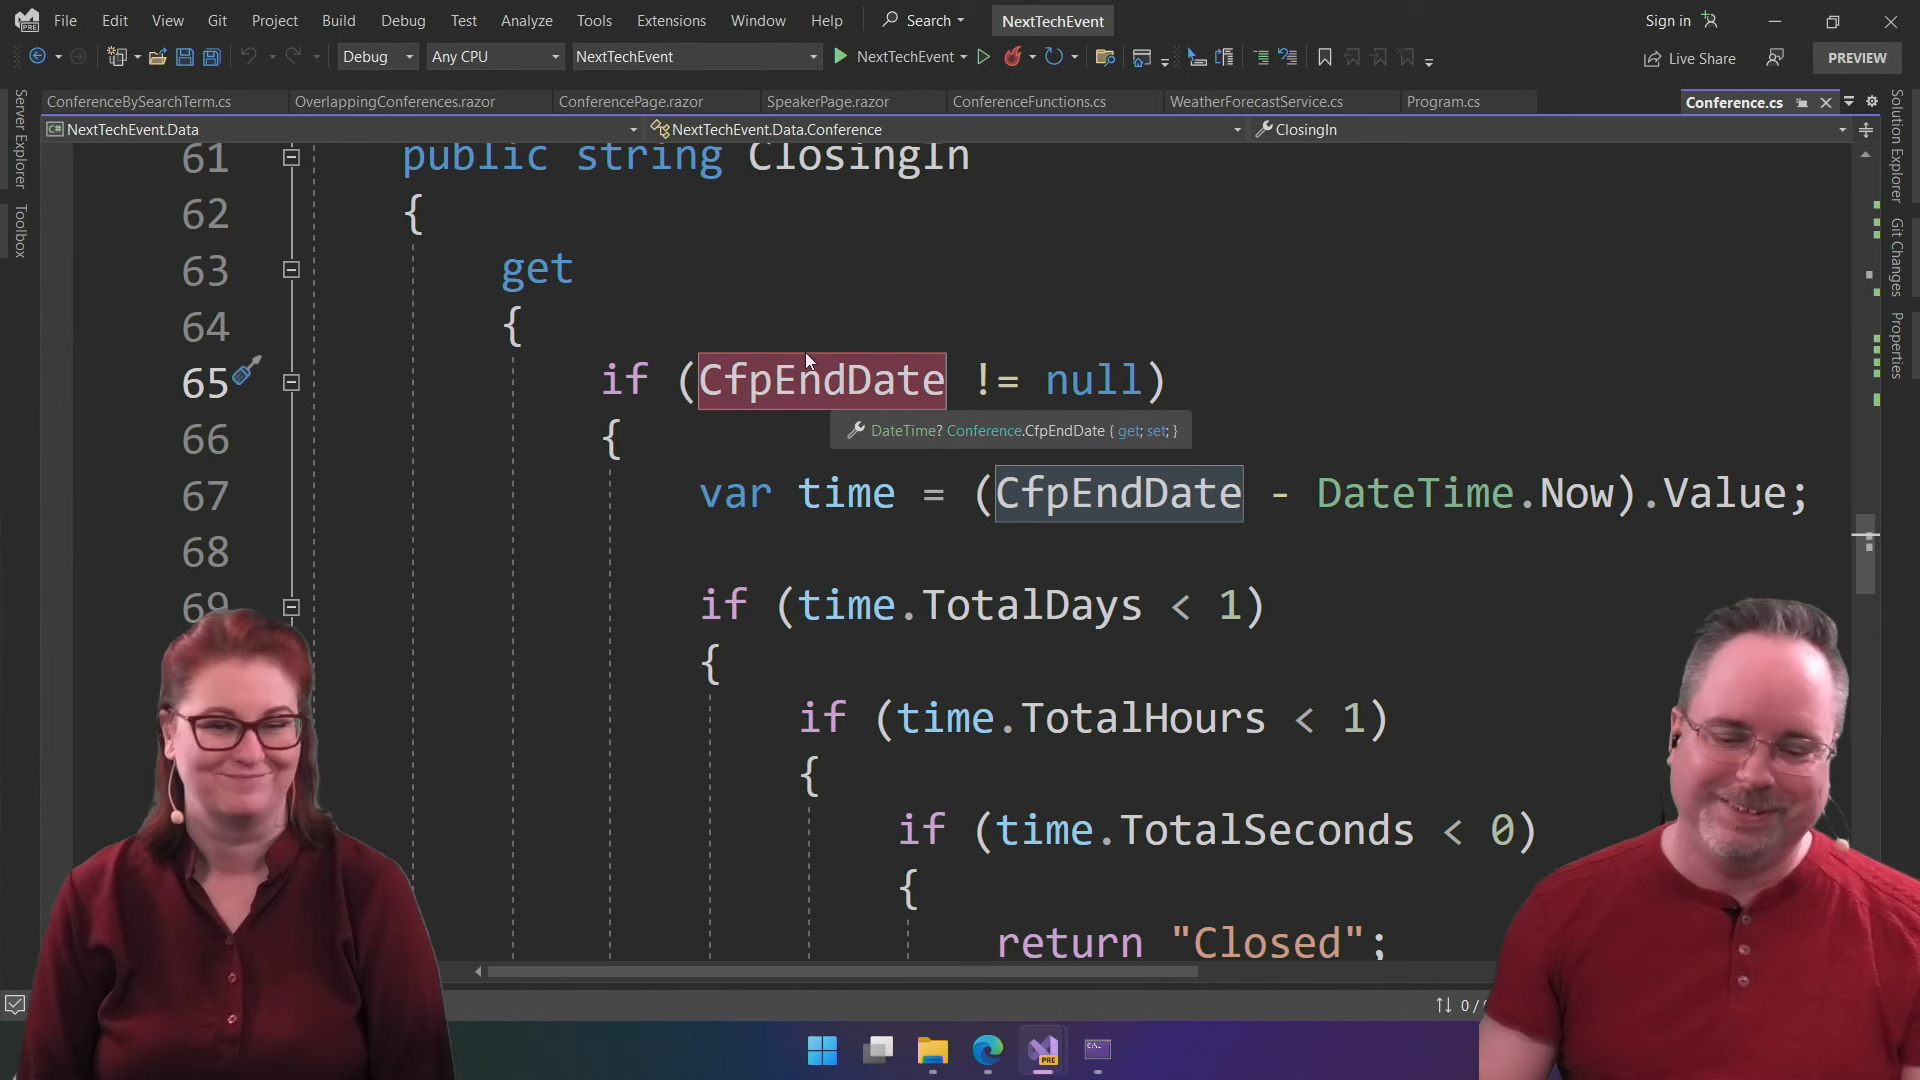 File Edit View Git Project Build Debug Test Analyze Tools Extensions Window Help Search NextTechEvent Sign in
Debug Any CPU NextTechEvent NextTechEvent Live Share PREVIEW
ConferenceBySearchTerm.cs OverlappingConferences.razor ConferencePage.razor SpeakerPage.razor ConferenceFunctions.cs WeatherForecastService.cs Program.cs Conference.cs
C# NextTechEvent.Data NextTechEvent.Data.Conference ClosingIn
Server Explorer
Toolbox
Solution Explorer
Git Changes
Properties
61 public string ClosingIn
62 {
63 get
64 {
65 if (CfpEndDate != null)
DateTime? Conference.CfpEndDate { get; set; }
66 {
67 var time = (CfpEndDate - DateTime.Now).Value;
68
69 if (time.TotalDays < 1)
{
if (time.TotalHours < 1)
{
if (time.TotalSeconds < 0)
{
return "Closed";
0 /
PRE